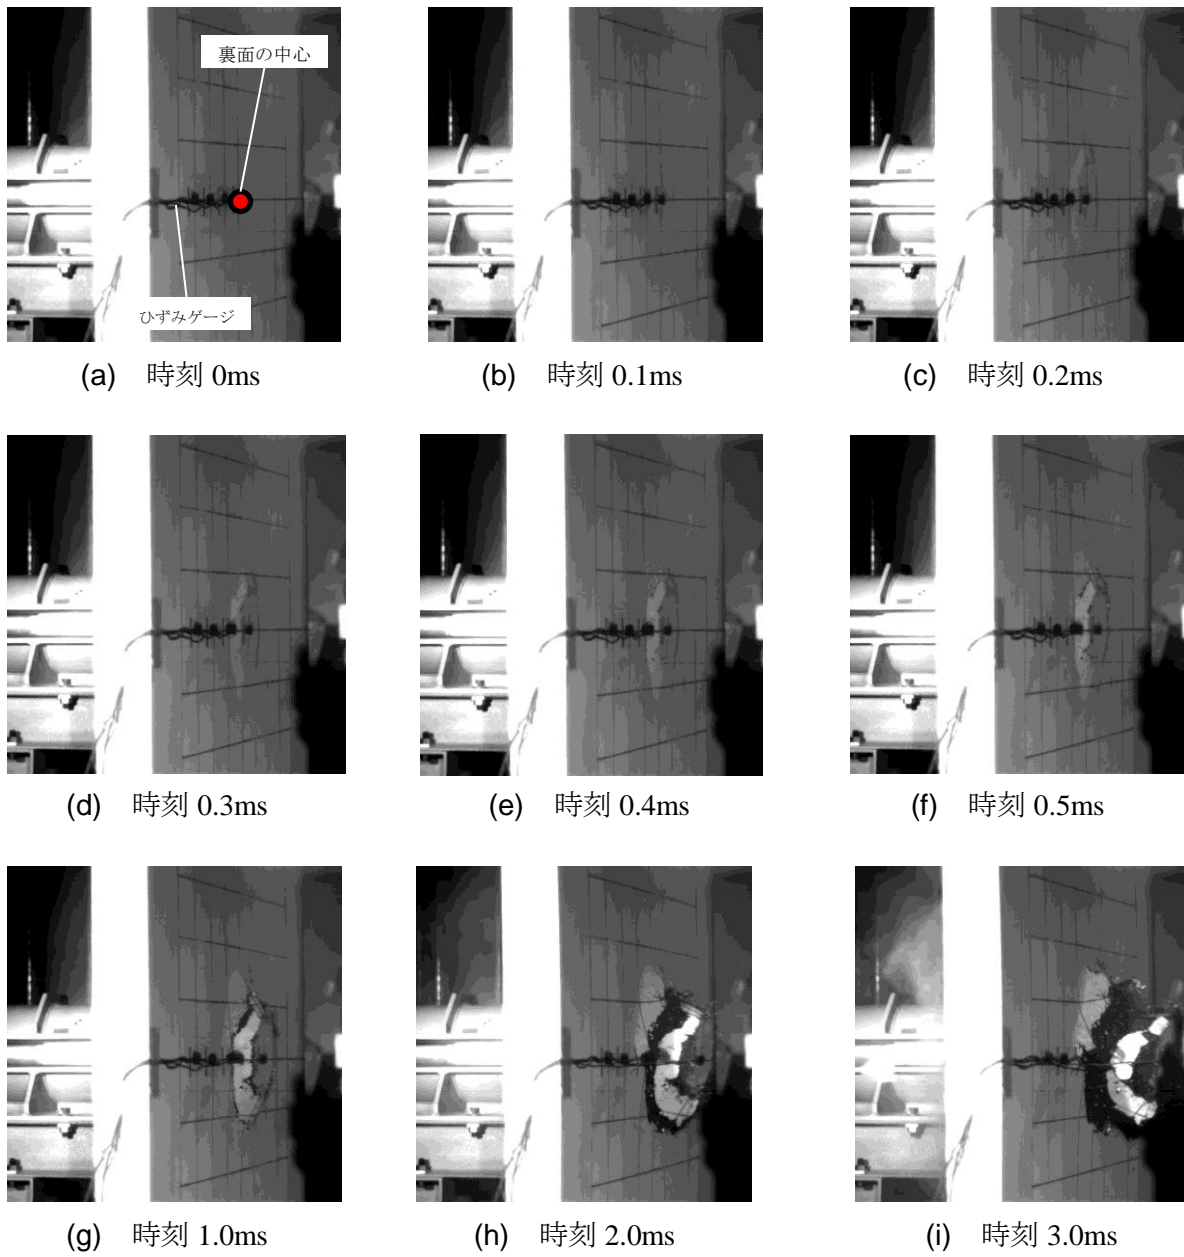 裏面の中心
ひずみゲージ
(a) 時刻 0ms
(b) 時刻 0.1ms
(c) 時刻 0.2ms
(d) 時刻 0.3ms
(e) 時刻 0.4ms
(f) 時刻 0.5ms
(g) 時刻 1.0ms
(h) 時刻 2.0ms
(i) 時刻 3.0ms